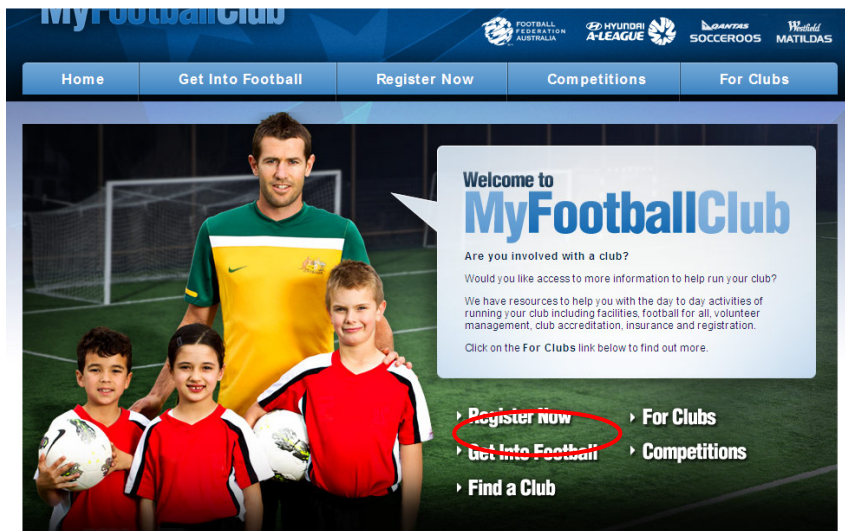 MyFootballClub
FOOTBALL
FEDERATION
AUSTRALIA
HYUNDAI
A-LEAGUE
QANTAS
SOCCEROOS
Westfield
MATILDAS
Home Get Into Football Register Now Competitions For Clubs
Welcome to
MyFootballClub
Are you involved with a club?
Would you like access to more information to help run your club?
We have resources to help you with the day to day activities of
running your club including facilities, football for all, volunteer
management, club accreditation, insurance and registration.
Click on the For Clubs link below to find out more.
Register Now
For Clubs
Get Into Football
Competitions
Find a Club